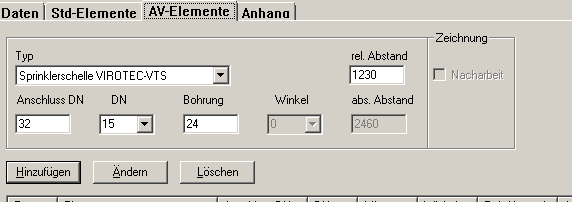 Daten Std-Elemente AV-Elemente Anhang
Zeichnung
Typ rel. Abstand
Sprinklerschelle VIROTEC-VTS 1230 Nacharbeit
Anschluss DN DN Bohrung Winkel abs. Abstand
32 15 24 0 2460
Hinzufügen Ändern Löschen